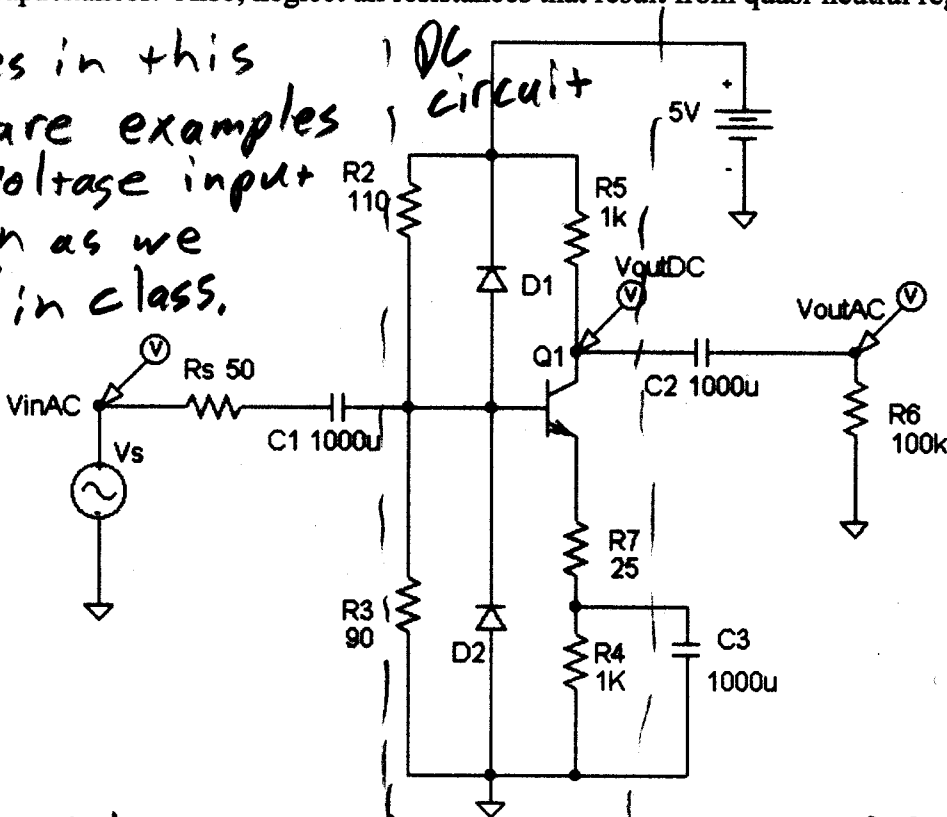 es in this
are examples
oltage input
n as we
in class.
DC
circuit
5V
+
-
R2
110
R5
1k
D1
VoutDC
V
VoutAC
V
Q1
V
Rs 50
VinAC
C1 1000u
C2 1000u
R6
100k
Vs
R7
25
R3
90
D2
R4
1K
C3
1000u